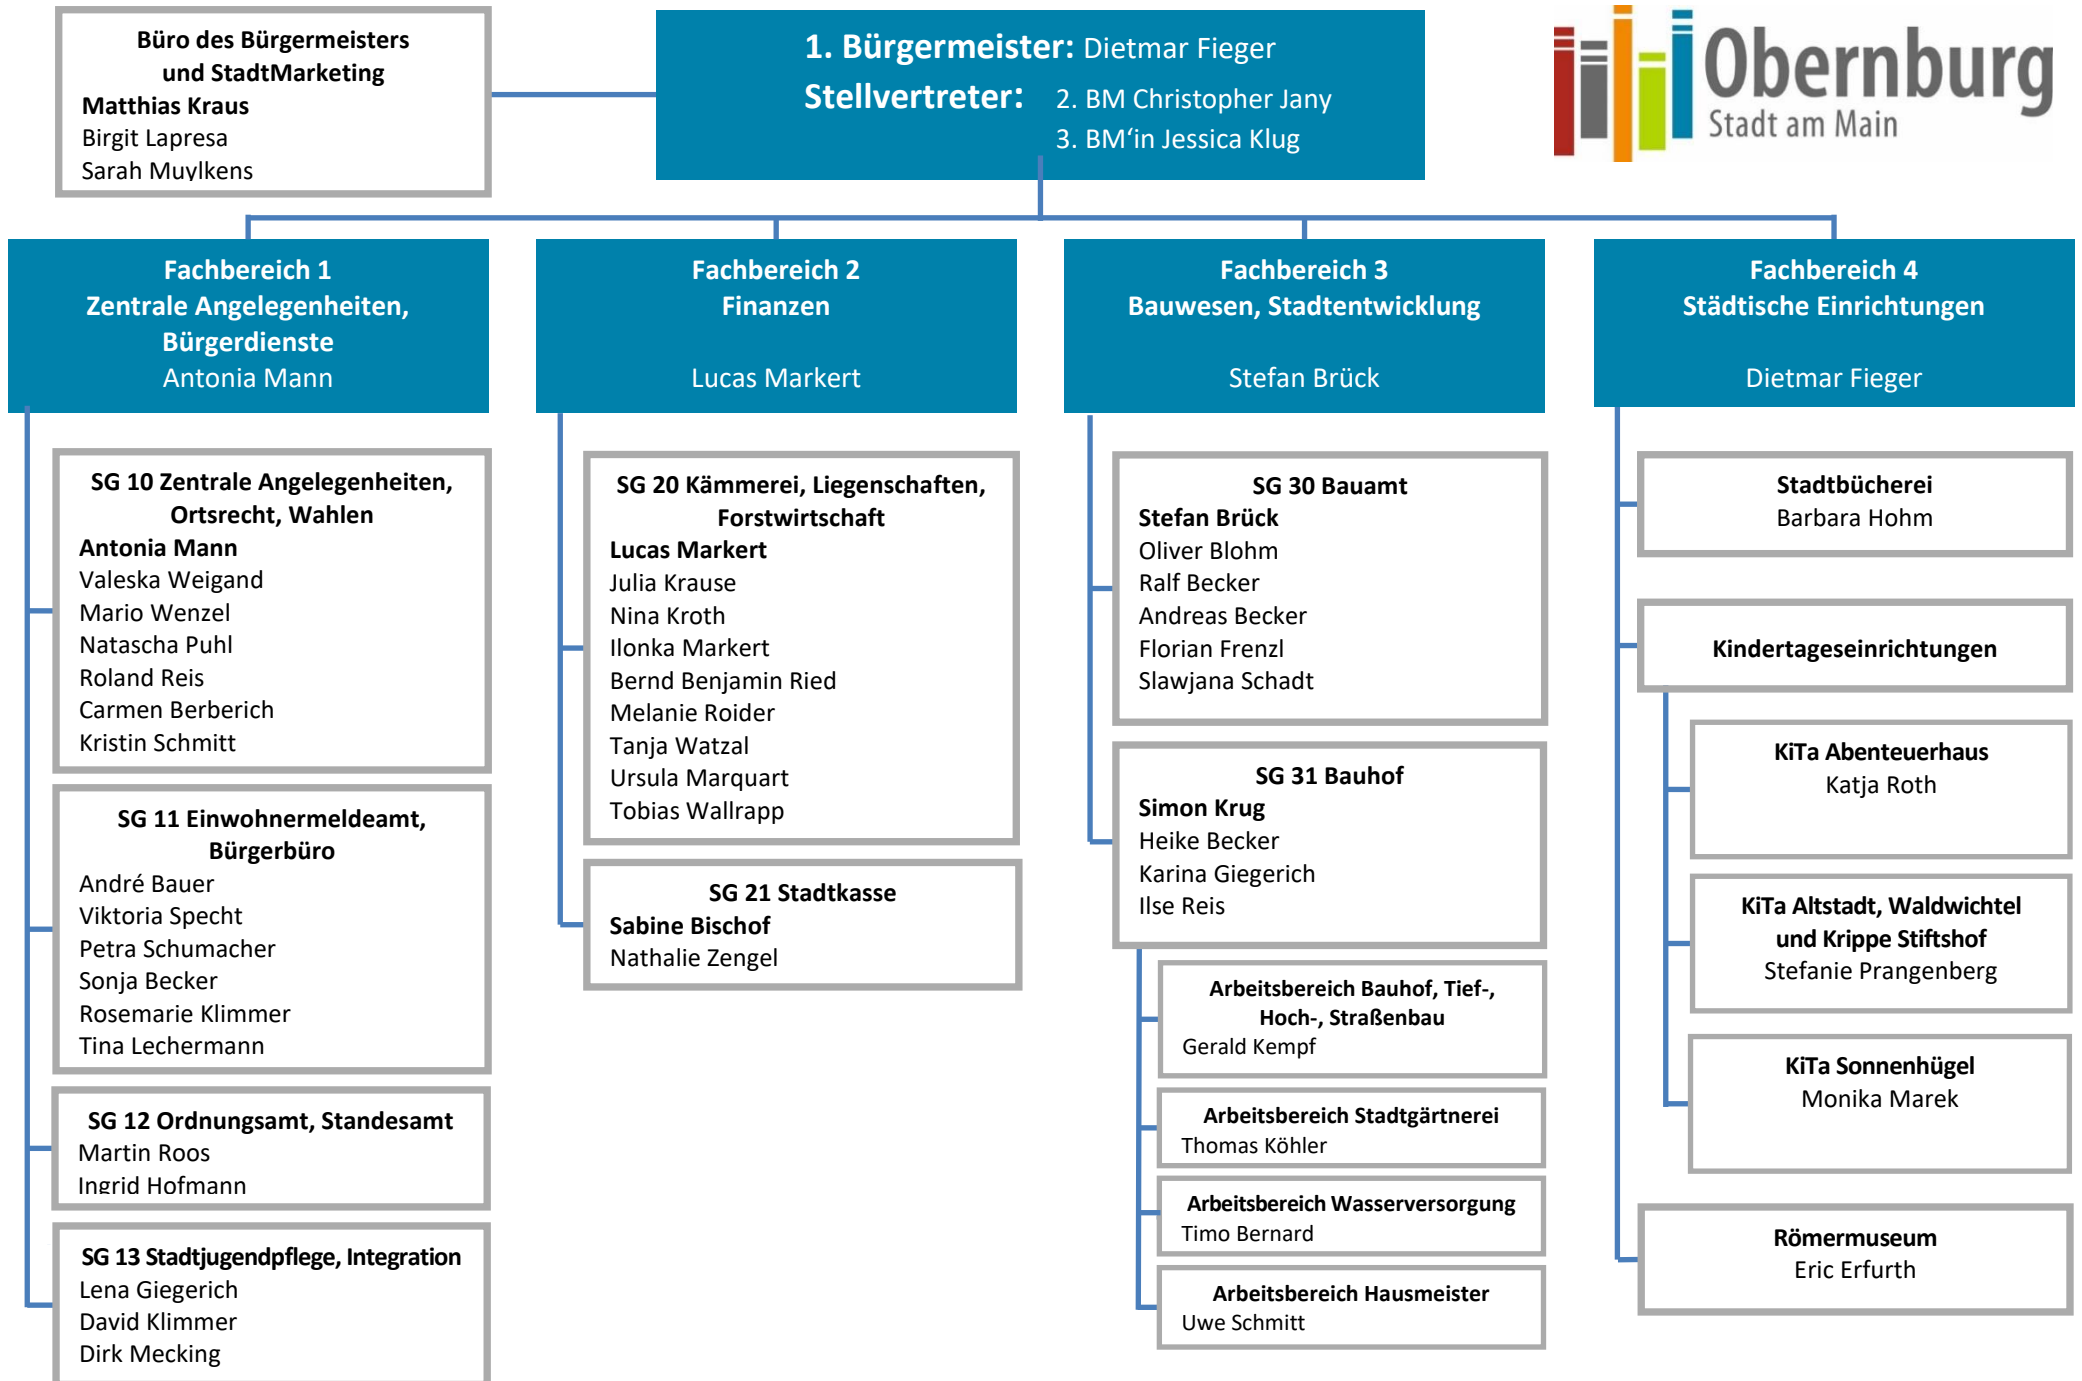 Büro des Bürgermeisters
und StadtMarketing
Matthias Kraus
Birgit Lapresa
Sarah Muylkens
1. Bürgermeister: Dietmar Fieger
Stellvertreter: 2. BM Christopher Jany
3. BM‘in Jessica Klug
Obernburg
Stadt am Main
Fachbereich 1
Zentrale Angelegenheiten,
Bürgerdienste
Antonia Mann
SG 10 Zentrale Angelegenheiten,
Ortsrecht, Wahlen
Antonia Mann
Valeska Weigand
Mario Wenzel
Natascha Puhl
Roland Reis
Carmen Berberich
Kristin Schmitt
SG 11 Einwohnermeldeamt,
Bürgerbüro
André Bauer
Viktoria Specht
Petra Schumacher
Sonja Becker
Rosemarie Klimmer
Tina Lechermann
SG 12 Ordnungsamt, Standesamt
Martin Roos
Ingrid Hofmann
SG 13 Stadtjugendpflege, Integration
Lena Giegerich
David Klimmer
Dirk Mecking
Fachbereich 2
Finanzen
Lucas Markert
SG 20 Kämmerei, Liegenschaften,
Forstwirtschaft
Lucas Markert
Julia Krause
Nina Kroth
Ilonka Markert
Bernd Benjamin Ried
Melanie Roider
Tanja Watzal
Ursula Marquart
Tobias Wallrapp
SG 21 Stadtkasse
Sabine Bischof
Nathalie Zengel
Fachbereich 3
Bauwesen, Stadtentwicklung
Stefan Brück
SG 30 Bauamt
Stefan Brück
Oliver Blohm
Ralf Becker
Andreas Becker
Florian Frenzl
Slawjana Schadt
SG 31 Bauhof
Simon Krug
Heike Becker
Karina Giegerich
Ilse Reis
Arbeitsbereich Bauhof, Tief-,
Hoch-, Straßenbau
Gerald Kempf
Arbeitsbereich Stadtgärtnerei
Thomas Köhler
Arbeitsbereich Wasserversorgung
Timo Bernard
Arbeitsbereich Hausmeister
Uwe Schmitt
Fachbereich 4
Städtische Einrichtungen
Dietmar Fieger
Stadtbücherei
Barbara Hohm
Kindertageseinrichtungen
KiTa Abenteuerhaus
Katja Roth
KiTa Altstadt, Waldwichtel
und Krippe Stiftshof
Stefanie Prangenberg
KiTa Sonnenhügel
Monika Marek
Römermuseum
Eric Erfurth